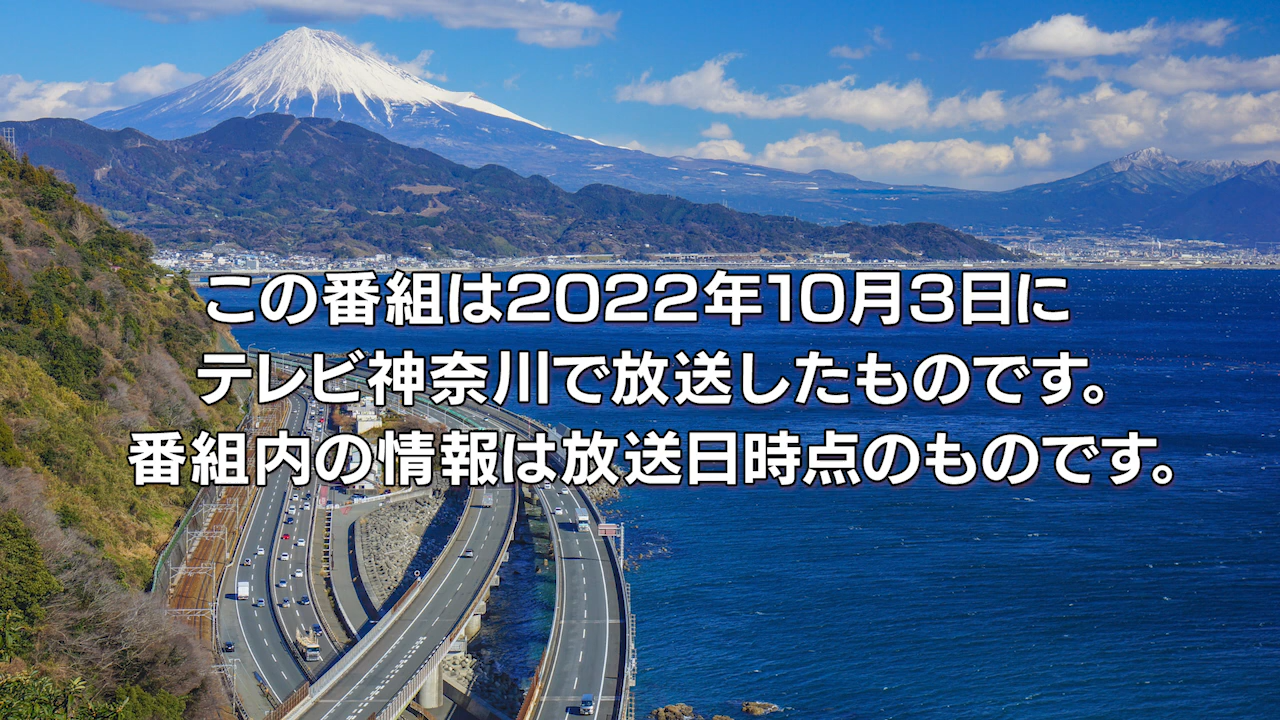 この番組は2022年10月3日に
テレビ神奈川で放送したものです。
番組内の情報は放送日時点のものです。